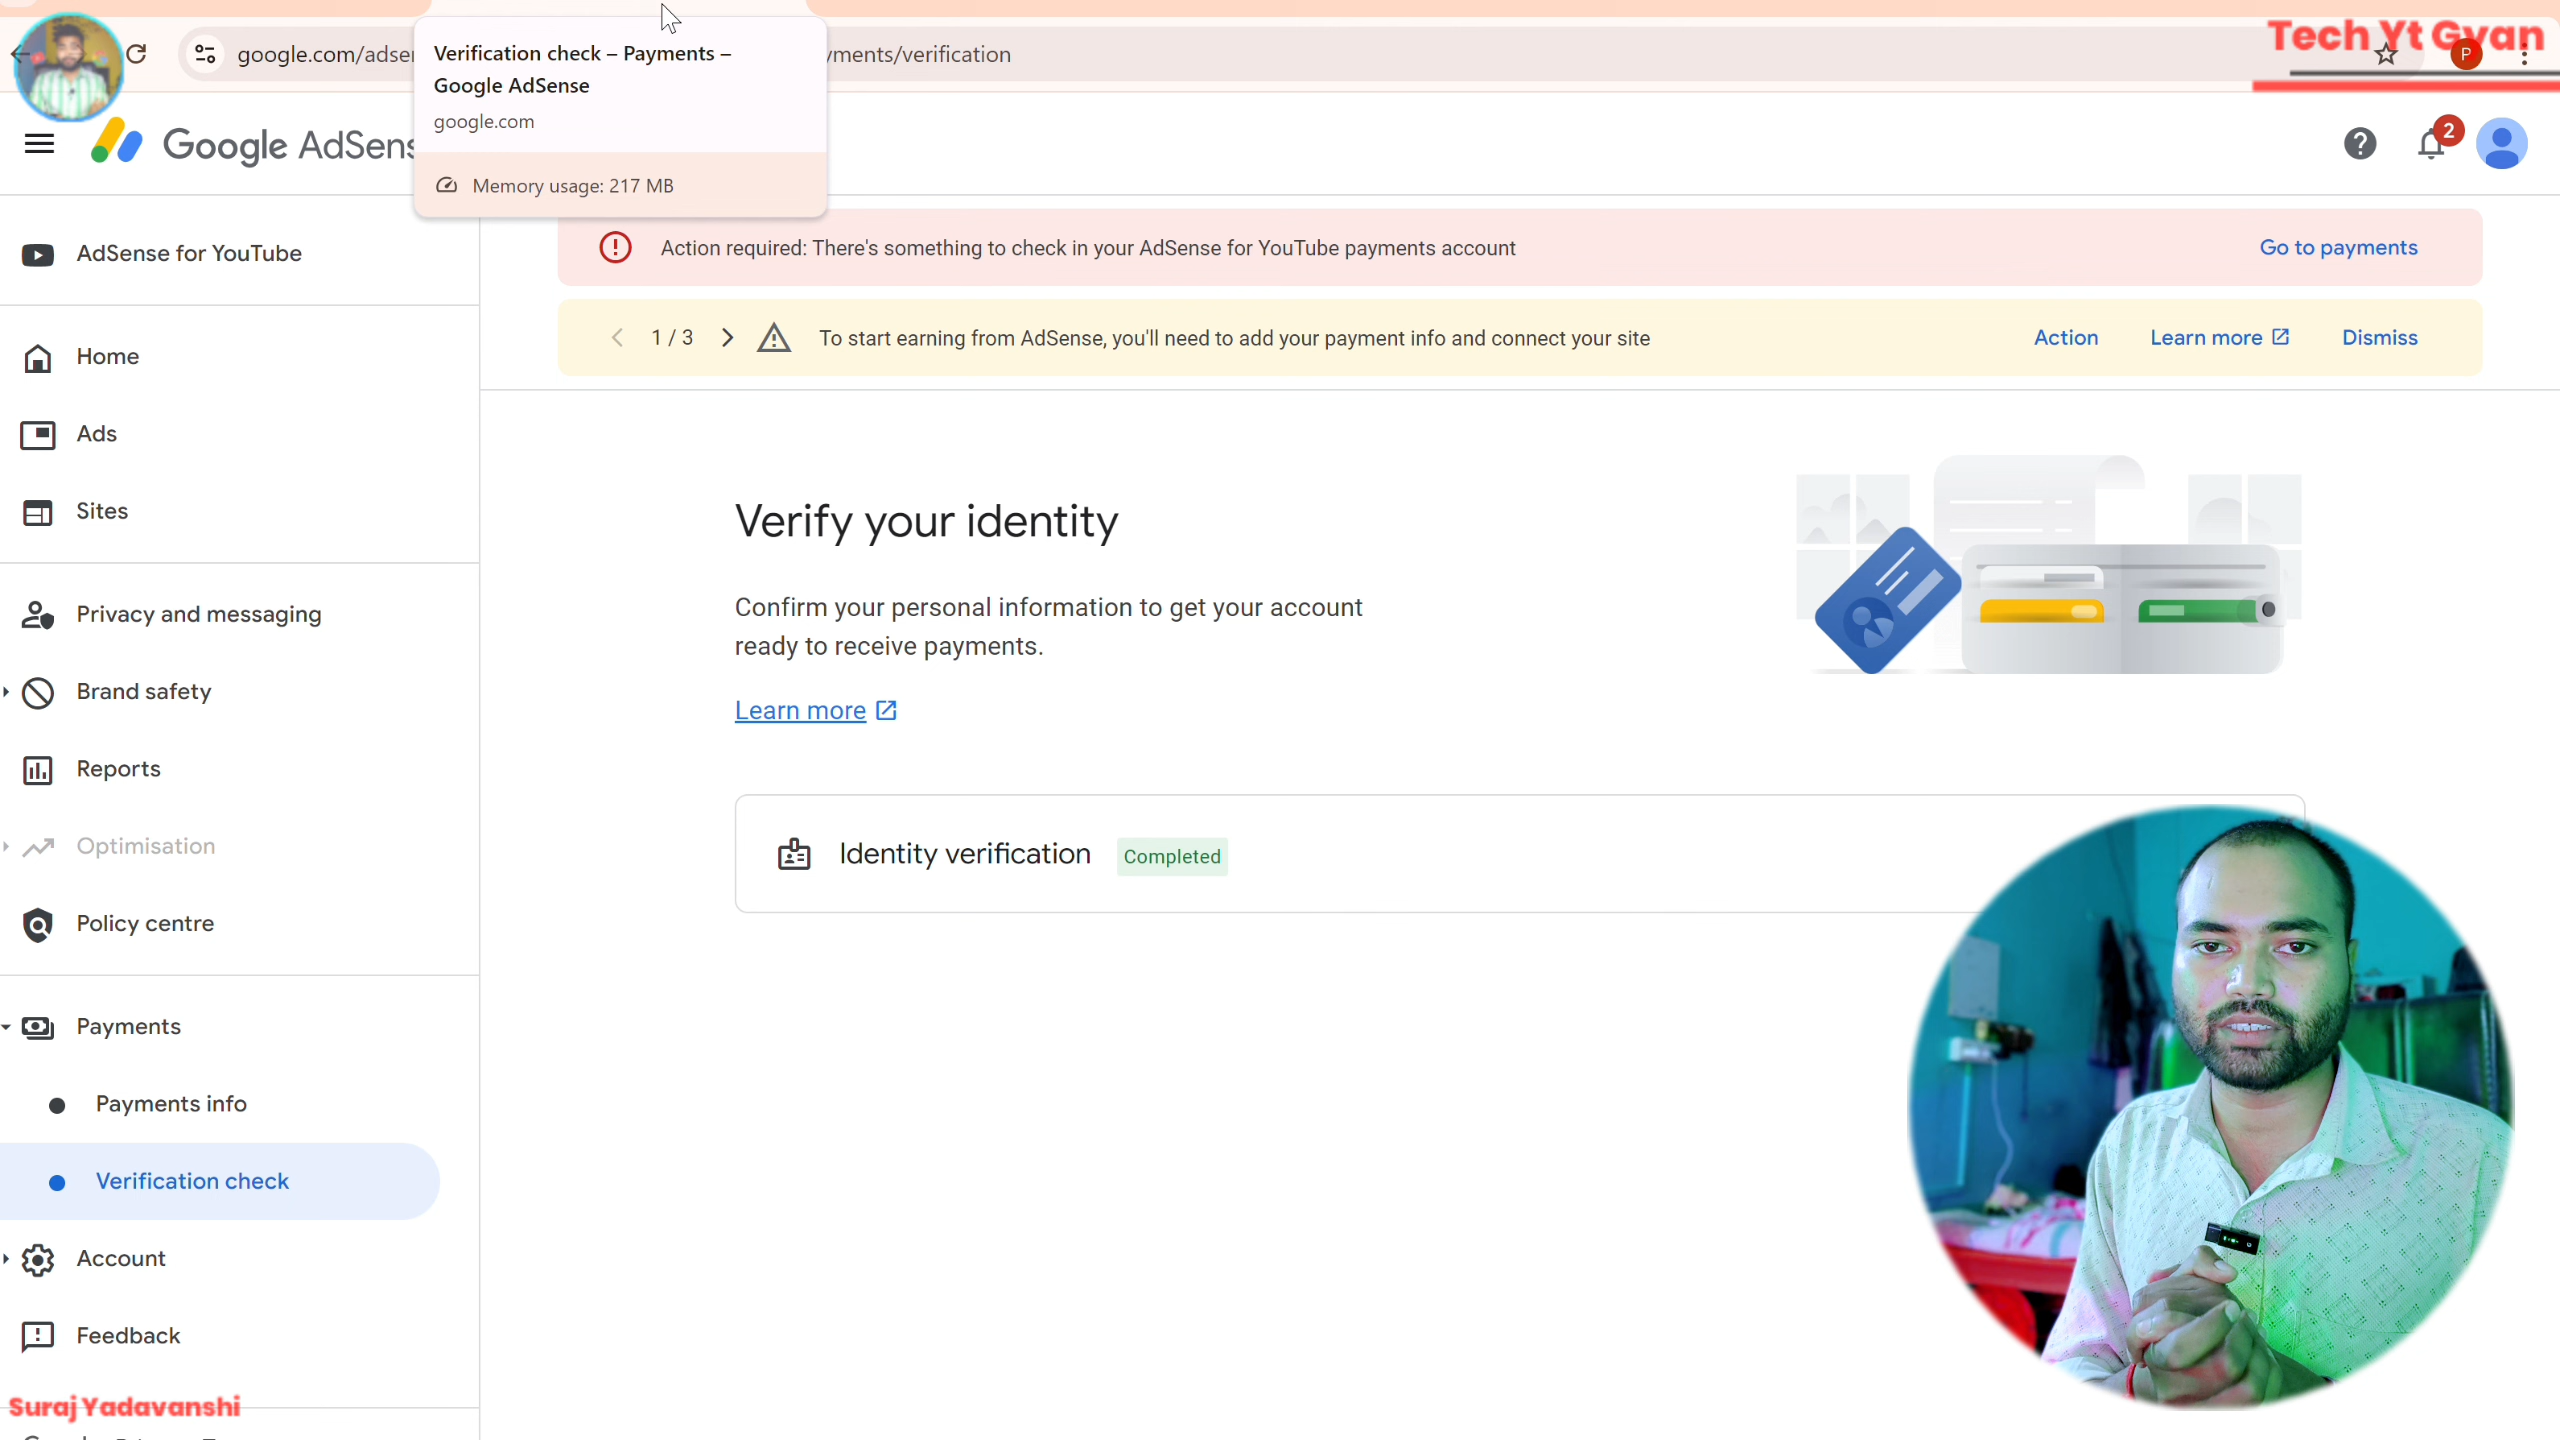 Tech Yt Gyan
google.com/adser
yments/verification
P
Verification check – Payments –
Google AdSense
google.com
Memory usage: 217 MB
Google AdSens
2
AdSense for YouTube
Action required: There's something to check in your AdSense for YouTube payments account
Go to payments
1 / 3
To start earning from AdSense, you'll need to add your payment info and connect your site
Action
Learn more
Dismiss
Home
Ads
Sites
Privacy and messaging
Brand safety
Reports
Optimisation
Policy centre
Payments
Payments info
Verification check
Account
Feedback
Verify your identity
Confirm your personal information to get your account
ready to receive payments.
Learn more
Identity verification
Completed
Suraj Yadavanshi